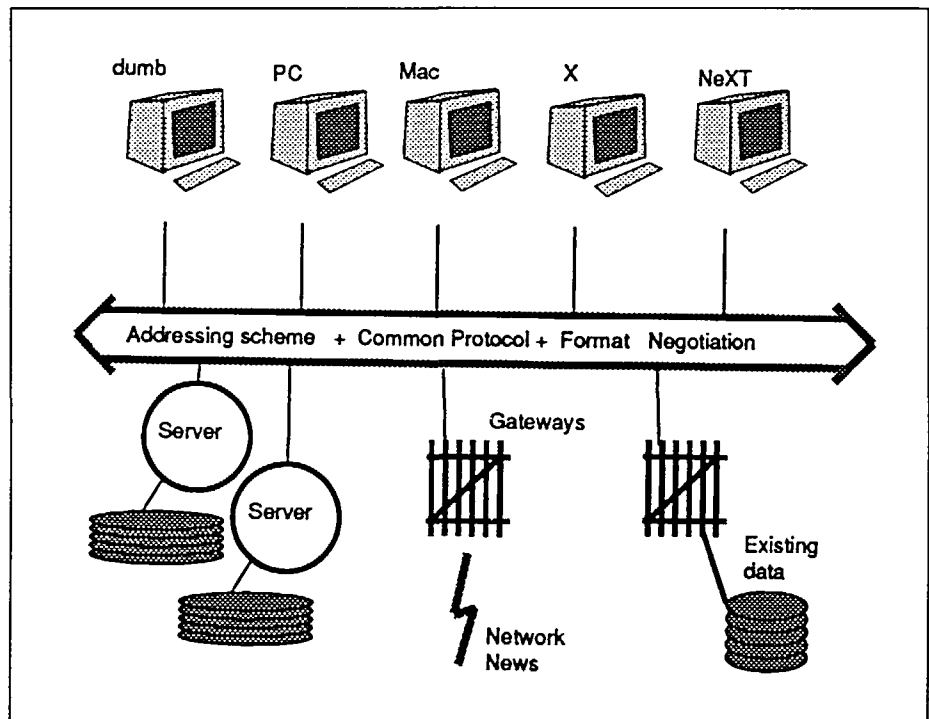 dumb
PC
Mac
X
NeXT
Addressing scheme + Common Protocol + Format Negotiation
Server
Gateways
Server
Existing
data
Network
News